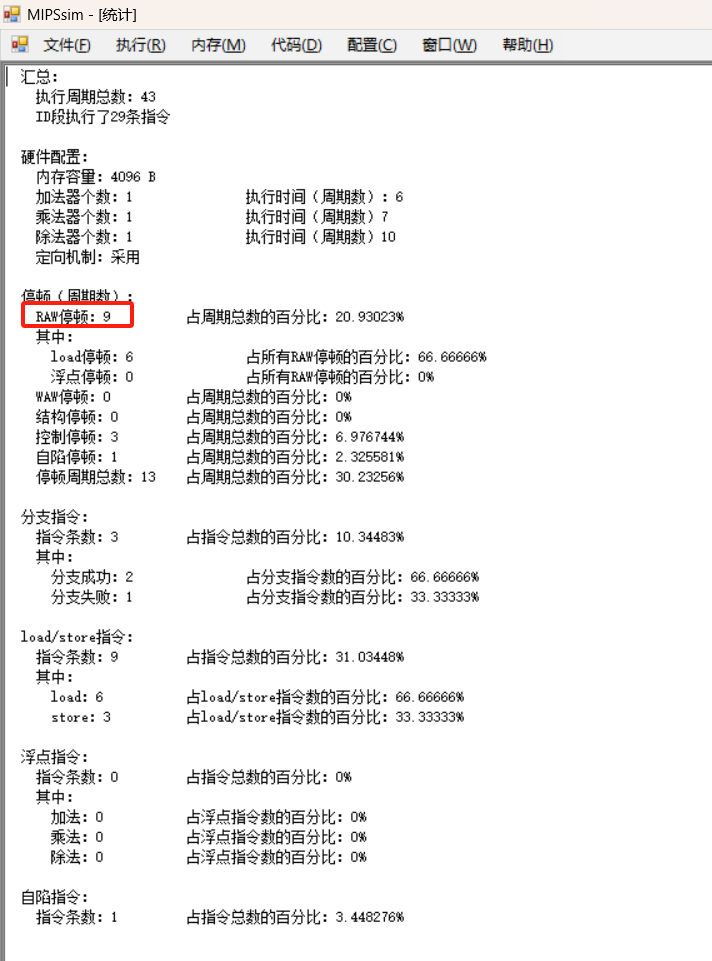 MIPSsim - [统计]
文件(F) 执行(R) 内存(M) 代码(D) 配置(C) 窗口(W) 帮助(H)
汇总：
执行周期总数：43
ID段执行了29条指令
硬件配置：
内存容量：4096 B
加法器个数：1 执行时间（周期数）：6
乘法器个数：1 执行时间（周期数）7
除法器个数：1 执行时间（周期数）10
定向机制：采用
停顿（周期数）：
RAW停顿：9 占周期总数的百分比：20.93023%
其中：
load停顿：6 占所有RAW停顿的百分比：66.66666%
浮点停顿：0 占所有RAW停顿的百分比：0%
WAW停顿：0 占周期总数的百分比：0%
结构停顿：0 占周期总数的百分比：0%
控制停顿：3 占周期总数的百分比：6.976744%
自陷停顿：1 占周期总数的百分比：2.325581%
停顿周期总数：13 占周期总数的百分比：30.23256%
分支指令：
指令条数：3 占指令总数的百分比：10.34483%
其中：
分支成功：2 占分支指令数的百分比：66.66666%
分支失败：1 占分支指令数的百分比：33.33333%
load/store指令：
指令条数：9 占指令总数的百分比：31.03448%
其中：
load：6 占load/store指令数的百分比：66.66666%
store：3 占load/store指令数的百分比：33.33333%
浮点指令：
指令条数：0 占指令总数的百分比：0%
其中：
加法：0 占浮点指令数的百分比：0%
乘法：0 占浮点指令数的百分比：0%
除法：0 占浮点指令数的百分比：0%
自陷指令：
指令条数：1 占指令总数的百分比：3.448276%